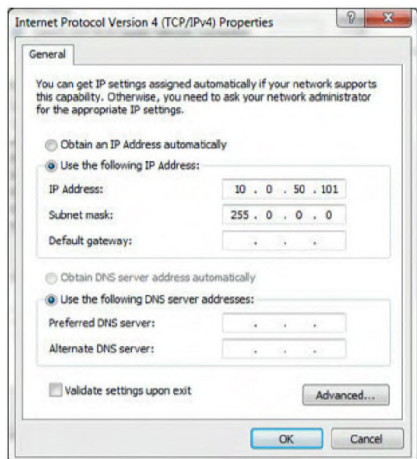 Internet Protocol Version 4 (TCP/IPv4) Properties
General
You can get IP settings assigned automatically if your network supports
this capability. Otherwise, you need to ask your network administrator
for the appropriate IP settings.
Obtain an IP Address automatically
Use the following IP Address:
IP Address: 10 . 0 . 50 . 101
Subnet mask: 255 . 0 . 0 . 0
Default gateway: . . .
Obtain DNS server address automatically
Use the following DNS server addresses:
Preferred DNS server: . . .
Alternate DNS server: . . .
Validate settings upon exit Advanced...
OK Cancel